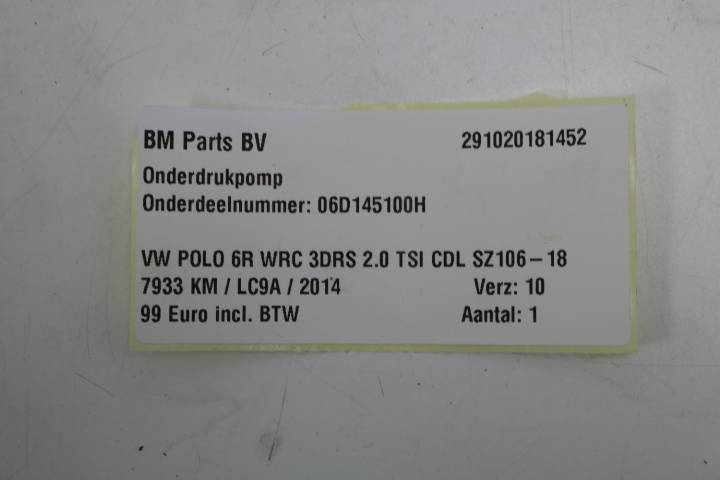 BM Parts BV 291020181452
Onderdrukpomp
Onderdeelnummer: 06D145100H
VW POLO 6R WRC 3DRS 2.0 TSI CDL SZ106-18
7933 KM / LC9A / 2014 Verz: 10
99 Euro incl. BTW Aantal: 1